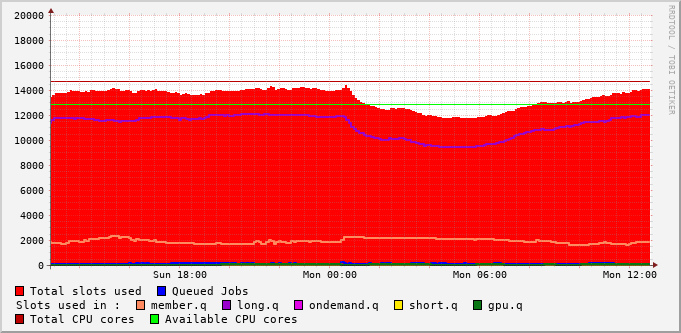 20000
18000
16000
14000
12000
10000
8000
6000
4000
2000
0
Sun 18:00 Mon 00:00 Mon 06:00 Mon 12:00
RRDTOOL / TOBI OETIKER
Total slots used Queued Jobs
Slots used in : member.q long.q ondemand.q short.q gpu.q
Total CPU cores Available CPU cores